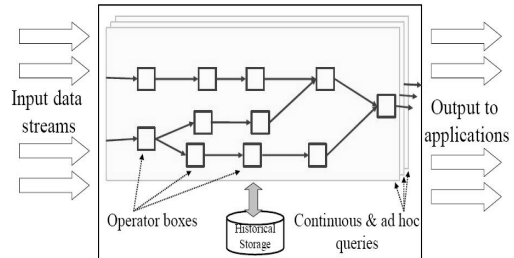 Input data
streams
Output to
applications
Operator boxes
Historical
Storage
Continuous & ad hoc
queries